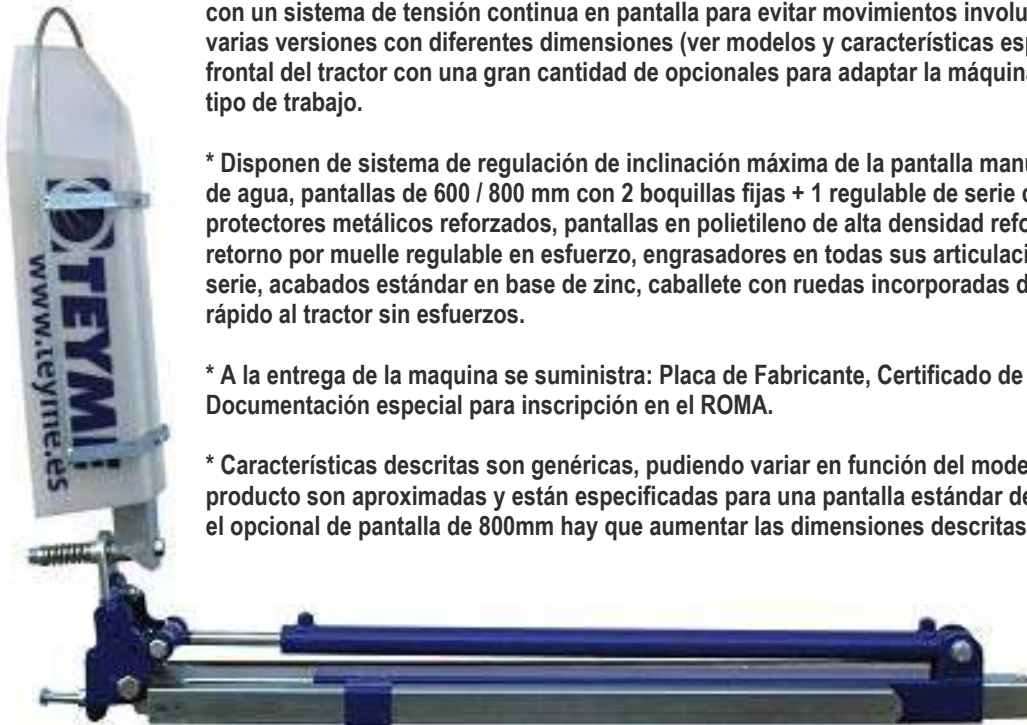 con un sistema de tensión continua en pantalla para evitar movimientos
varias versiones con diferentes dimensiones (ver modelos y características
frontal del tractor con una gran cantidad de opcionales para adaptar la máquina
tipo de trabajo.
* Disponen de sistema de regulación de inclinación máxima de la pantalla
de agua, pantallas de 600 / 800 mm con 2 boquillas fijas + 1 regulable de serie
protectores metálicos reforzados, pantallas en polietileno de alta densidad
retorno por muelle regulable en esfuerzo, engrasadores en todas sus
serie, acabados estándar en base de zinc, caballete con ruedas incorporadas
rápido al tractor sin esfuerzos.
* A la entrega de la maquina se suministra: Placa de Fabricante, Certificado de
Documentación especial para inscripción en el ROMA.
* Características descritas son genéricas, pudiendo variar en función del
producto son aproximadas y están especificadas para una pantalla estándar
el opcional de pantalla de 800mm hay que aumentar las dimensiones descritas
TEYME
www.teyme.es